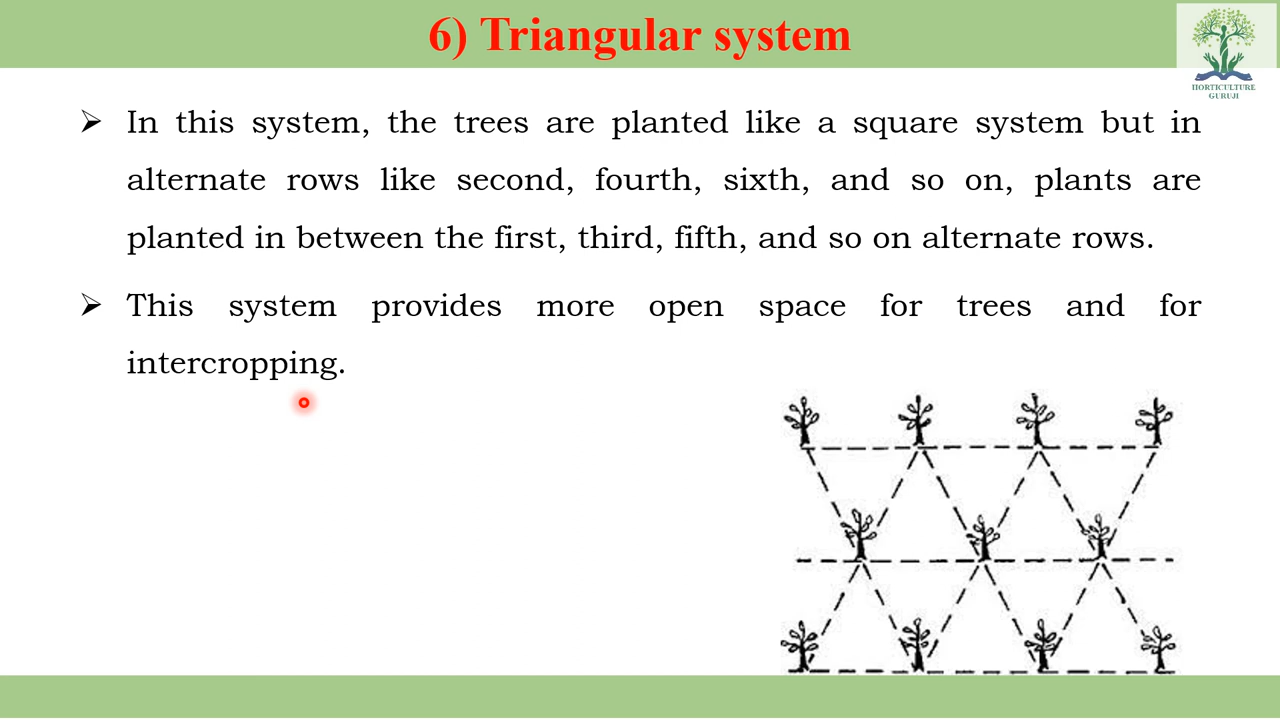 6) Triangular system
HORTICULTURE
GURUJI
➢ In this system, the trees are planted like a square system but in
alternate rows like second, fourth, sixth, and so on, plants are
planted in between the first, third, fifth, and so on alternate rows.
➢ This system provides more open space for trees and for
intercropping.